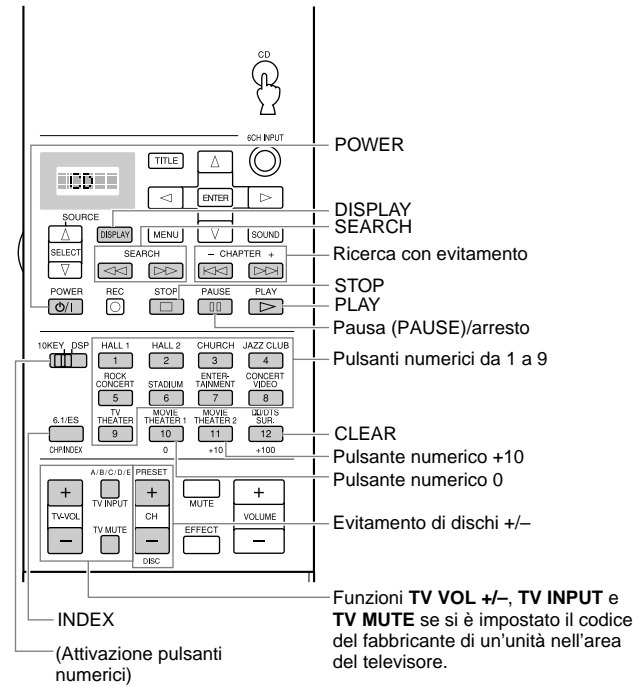 CD
6CH INPUT
POWER
TITLE
CD
ENTER
SOURCE
DISPLAY
DISPLAY
MENU
SOUND
SEARCH
SELECT
SEARCH
– CHAPTER +
Ricerca con evitamento
STOP
POWER
REC
STOP
PAUSE
PLAY
PLAY
Pausa (PAUSE)/arresto
10KEY DSP
HALL 1
HALL 2
CHURCH
JAZZ CLUB
Pulsanti numerici da 1 a 9
1
2
3
4
ROCK CONCERT
STADIUM
ENTER-TAINMENT
CONCERT VIDEO
5
6
7
8
6.1/ES
TV THEATER
MOVIE THEATER 1
MOVIE THEATER 2
/DTS SUR.
9
10
11
12
CLEAR
CHP.INDEX
0
+10
+100
Pulsante numerico +10
Pulsante numerico 0
A/B/C/D/E
PRESET
+
TV INPUT
+
MUTE
+
TV-VOL
CH
VOLUME
Evitamento di dischi +/–
TV MUTE
EFFECT
–
–
–
DISC
Funzioni TV VOL +/–, TV INPUT e
TV MUTE se si è impostato il codice
del fabbricante di un'unità nell'area
del televisore.
INDEX
(Attivazione pulsanti
numerici)